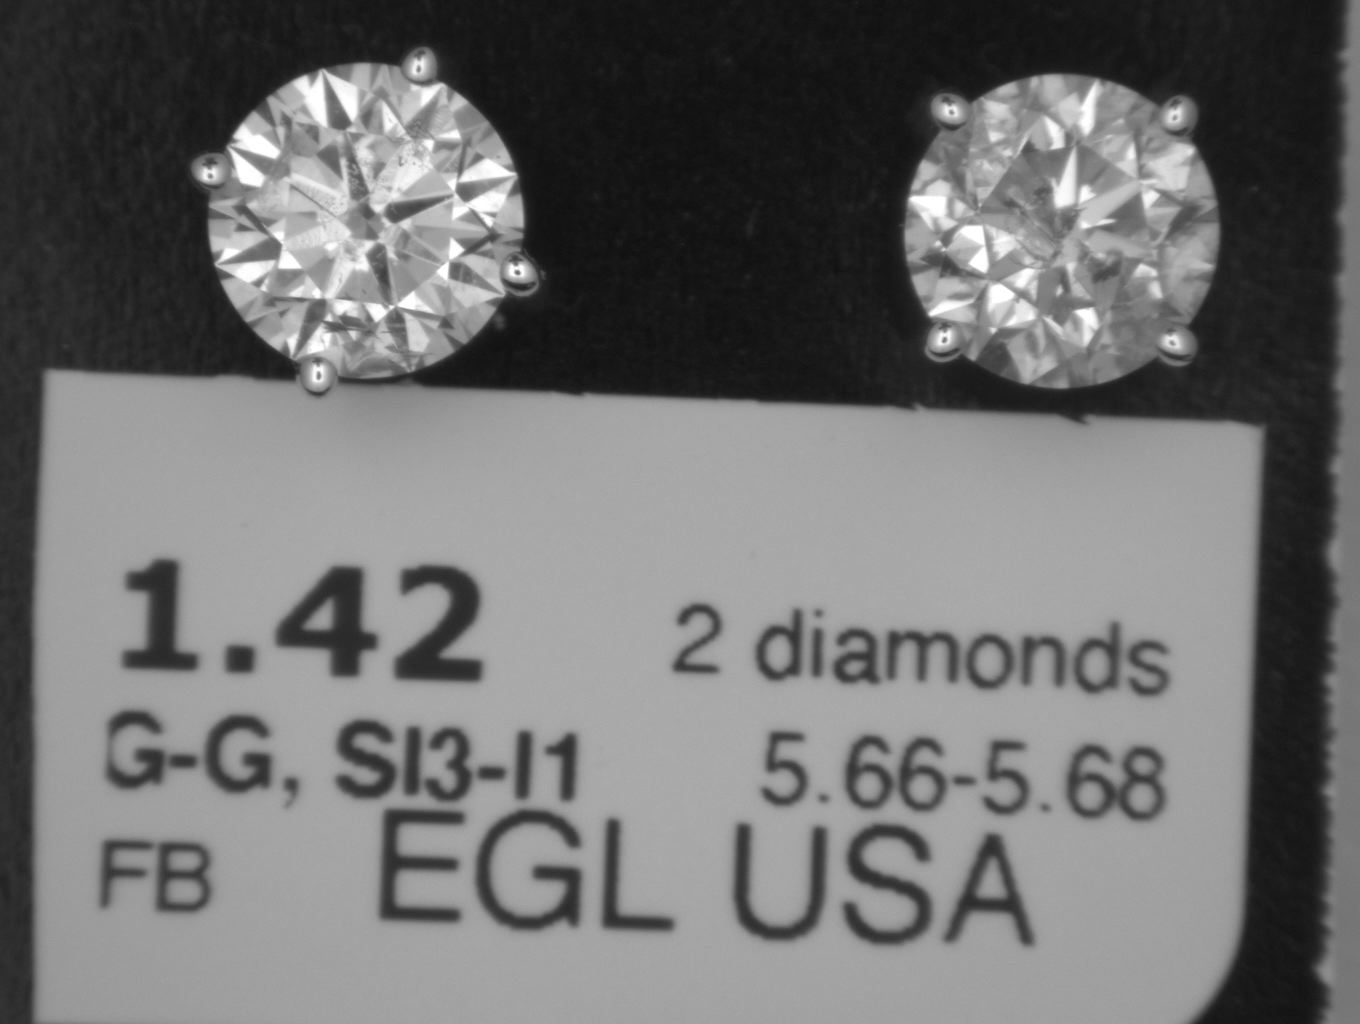 1.42 2 diamonds
G-G, SI3-I1 5.66-5.68
FB EGL USA